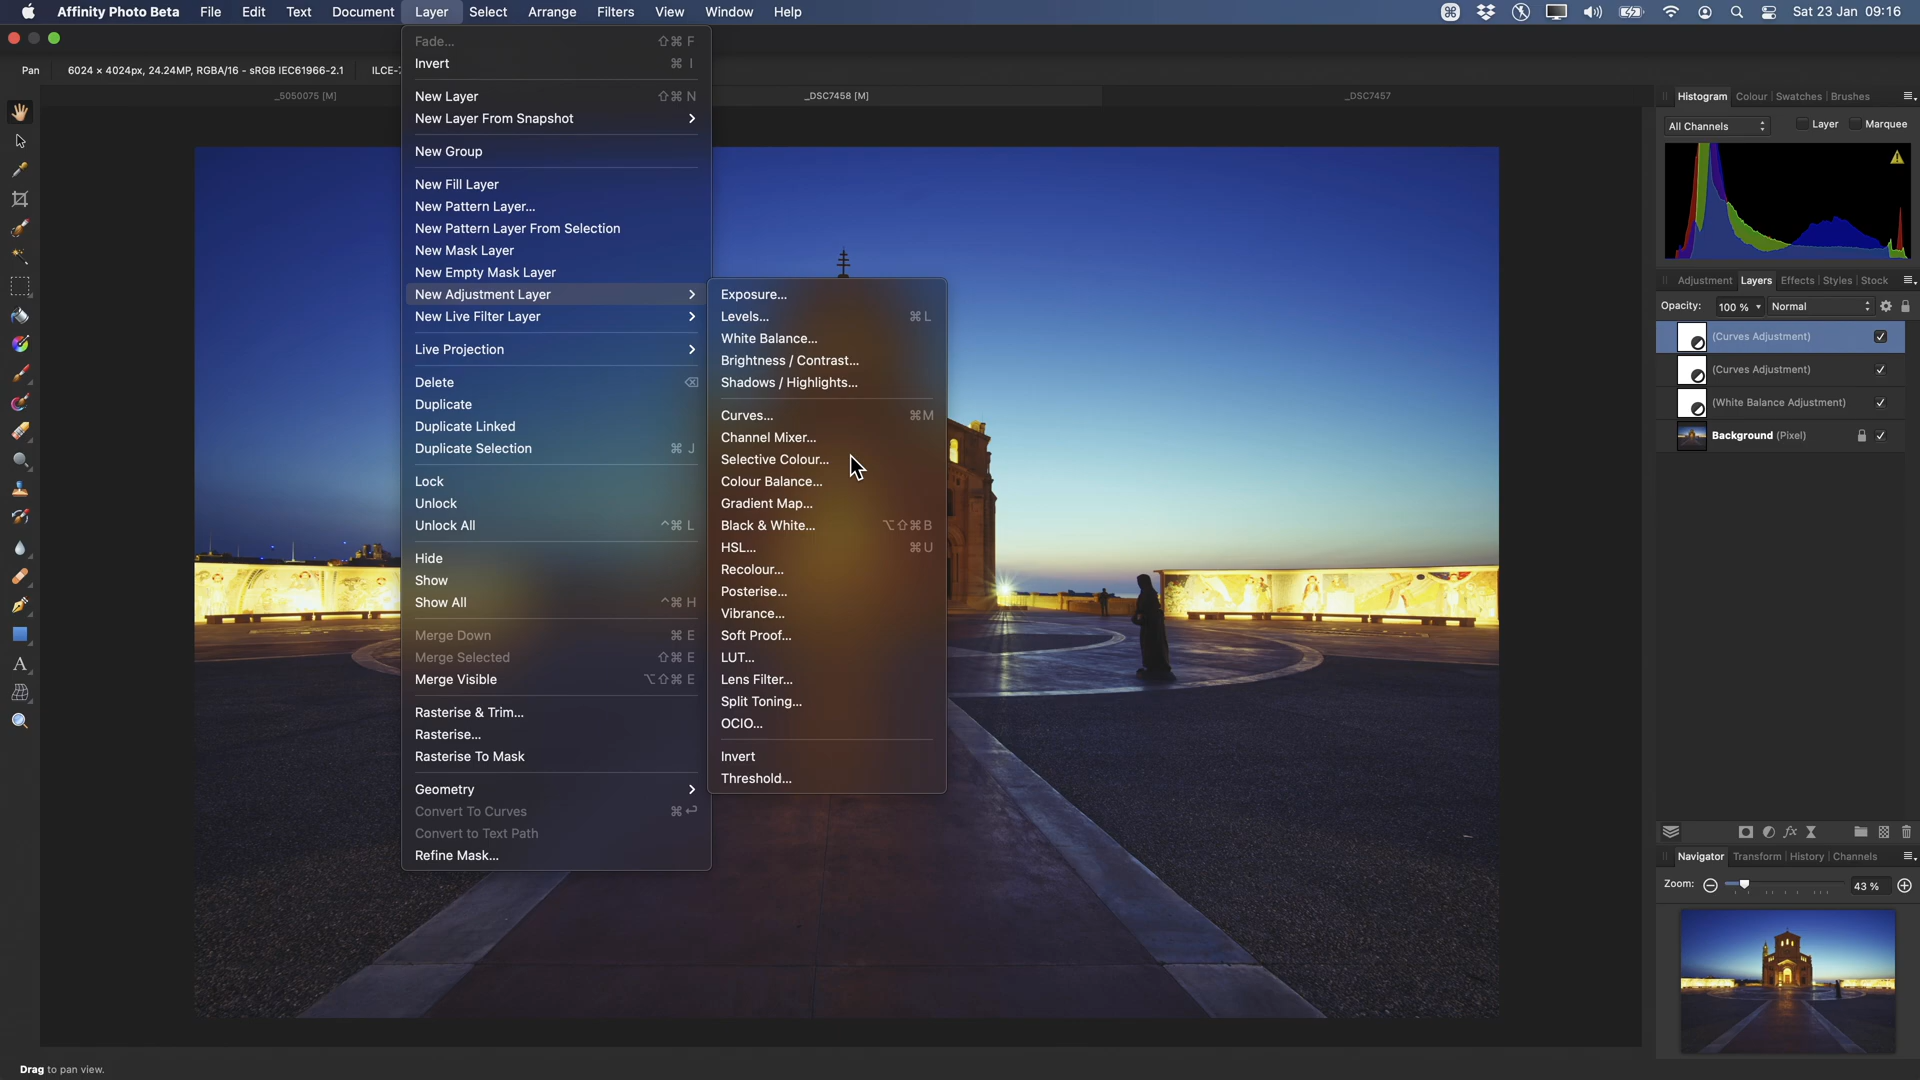 Affinity Photo Beta File Edit Text Document Layer Select Arrange Filters View Window Help Sat 23 Jan 09:16
Pan 6024 × 4024px, 24.24MP, RGBA/16 - sRGB IEC61966-2.1 ILCE-7
_5050075 [M] _DSC7458 [M] _DSC7457
Fade... ⇧⌘ F
Invert ⌘ I
New Layer ⇧⌘ N
New Layer From Snapshot
New Group
New Fill Layer
New Pattern Layer...
New Pattern Layer From Selection
New Mask Layer
New Empty Mask Layer
New Adjustment Layer
New Live Filter Layer
Live Projection
Delete ⌫
Duplicate
Duplicate Linked
Duplicate Selection ⌘ J
Lock
Unlock
Unlock All ^⌘ L
Hide
Show
Show All ^⌘ H
Merge Down ⌘ E
Merge Selected ⇧⌘ E
Merge Visible ⌥⇧⌘ E
Rasterise & Trim...
Rasterise...
Rasterise To Mask
Geometry
Convert To Curves ⌘↩
Convert to Text Path
Refine Mask...
Exposure...
Levels... ⌘L
White Balance...
Brightness / Contrast...
Shadows / Highlights...
Curves... ⌘M
Channel Mixer...
Selective Colour...
Colour Balance...
Gradient Map...
Black & White... ⌥⇧⌘B
HSL... ⌘U
Recolour...
Posterise...
Vibrance...
Soft Proof...
LUT...
Lens Filter...
Split Toning...
OCIO...
Invert
Threshold...
Histogram Colour Swatches Brushes
All Channels Layer Marquee
Adjustment Layers Effects Styles Stock
Opacity: 100 % Normal
(Curves Adjustment)
(Curves Adjustment)
(White Balance Adjustment)
Background (Pixel)
Navigator Transform History Channels
Zoom: 43 %
Drag to pan view.